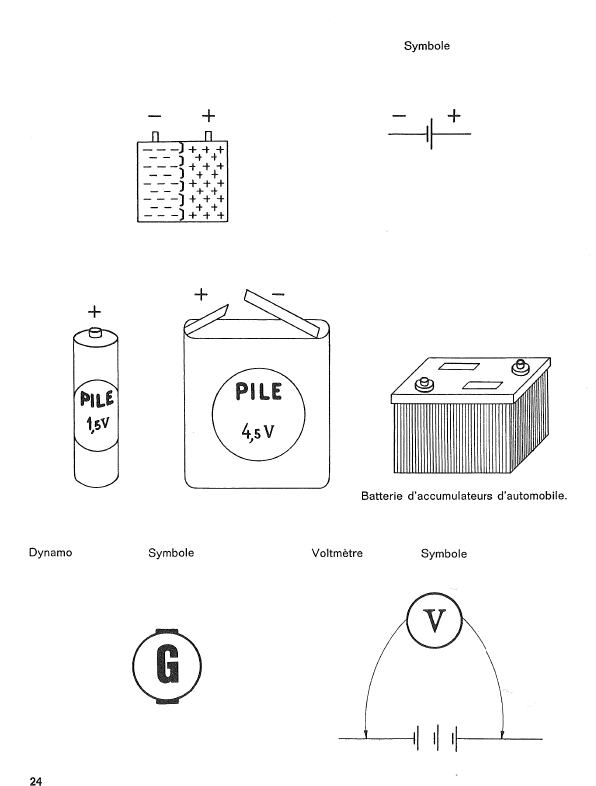 Symbole
− +
− +
+
+ −
PILE
1,5V
PILE
4,5 V
Batterie d'accumulateurs d'automobile.
Dynamo Symbole Voltmètre Symbole
G
V
24